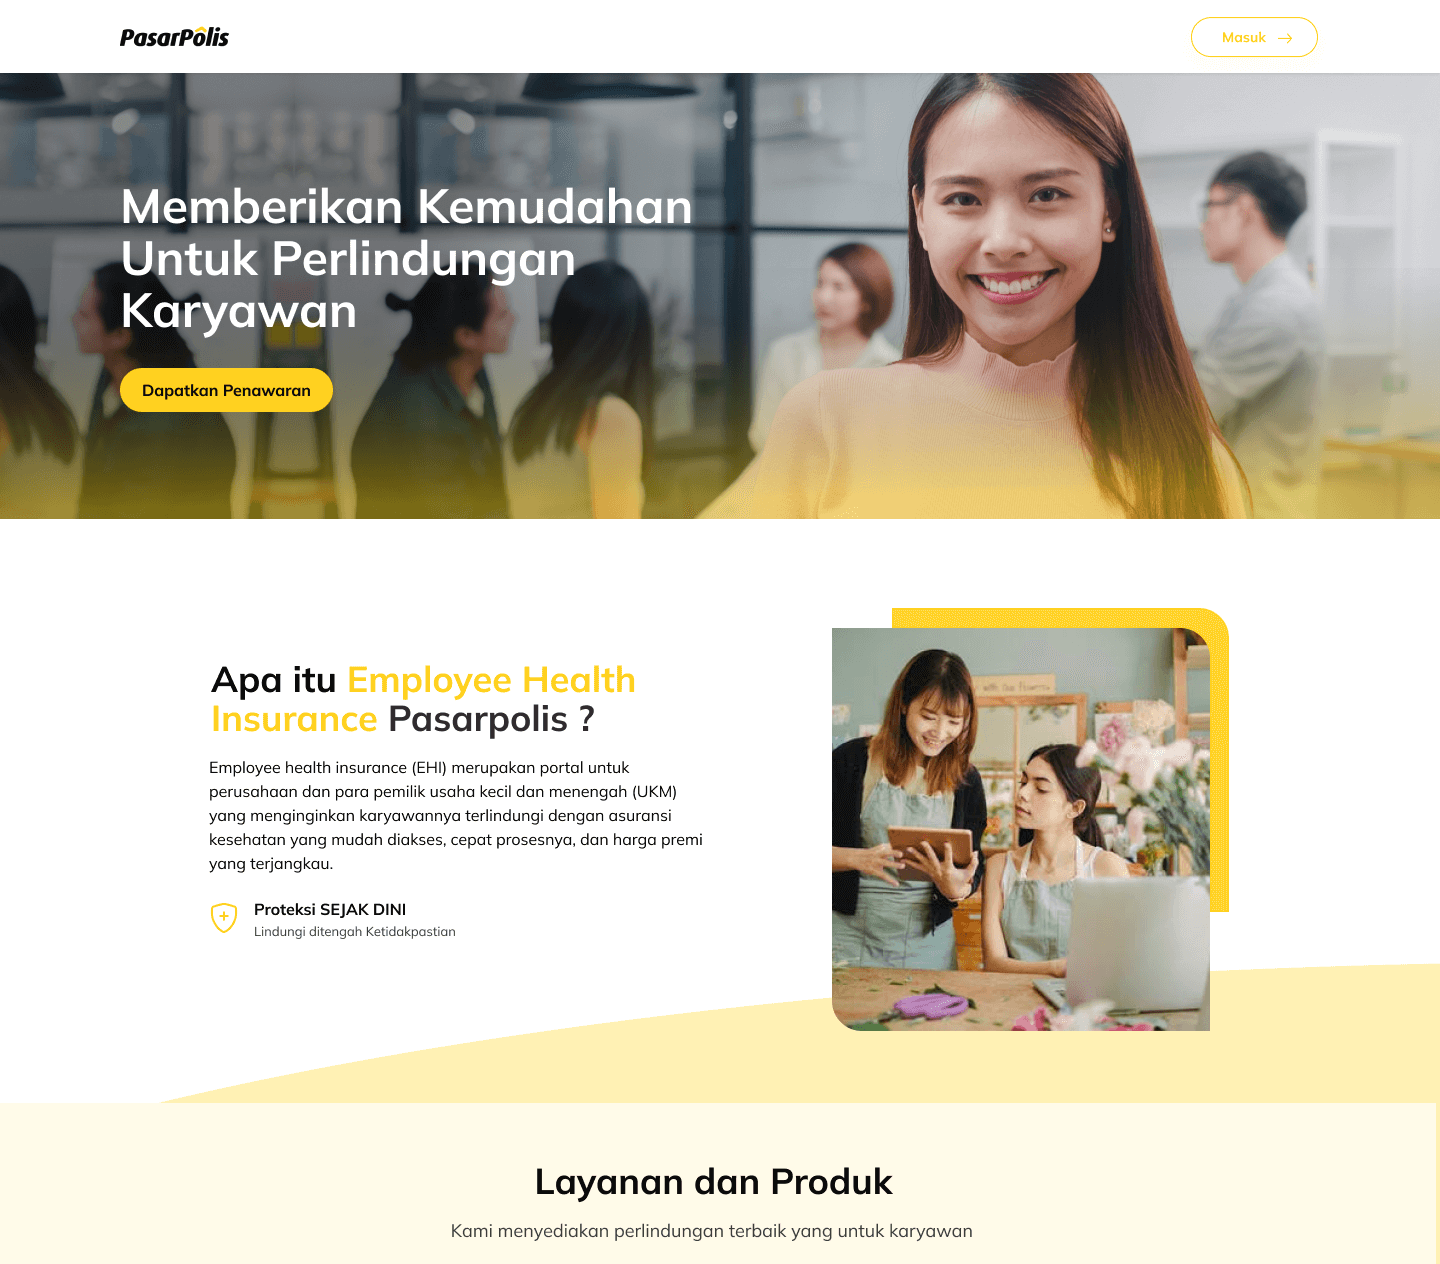 PasarPolis
Masuk
Memberikan Kemudahan
Untuk Perlindungan
Karyawan
Dapatkan Penawaran
Apa itu Employee Health
Insurance Pasarpolis ?
Employee health insurance (EHI) merupakan portal untuk
perusahaan dan para pemilik usaha kecil dan menengah (UKM)
yang menginginkan karyawannya terlindungi dengan asuransi
kesehatan yang mudah diakses, cepat prosesnya, dan harga premi
yang terjangkau.
Proteksi SEJAK DINI
Lindungi ditengah Ketidakpastian
Layanan dan Produk
Kami menyediakan perlindungan terbaik yang untuk karyawan